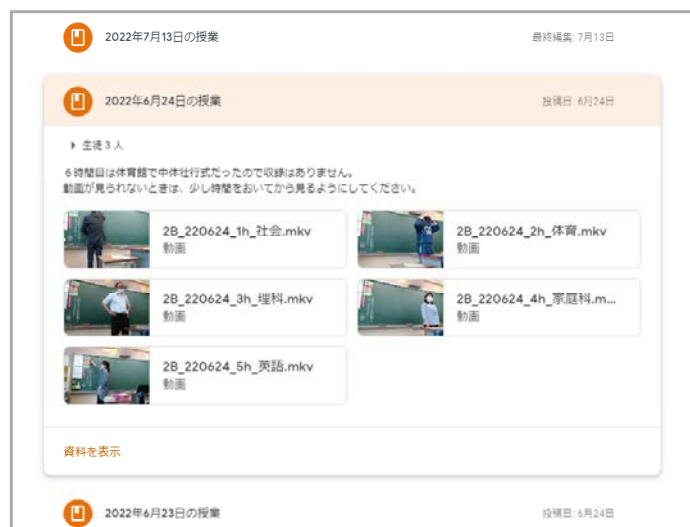 2022年7月13日の授業
最終編集: 7月13日
2022年6月24日の授業
投稿日: 6月24日
生徒 3 人
6時間目は体育館で中体壮行式だったので収録はありません。
動画が見られないときは、少し時間をおいてから見るようにしてください。
2B_220624_1h_社会.mkv
動画
2B_220624_2h_体育.mkv
動画
2B_220624_3h_理科.mkv
動画
2B_220624_4h_家庭科.m...
動画
2B_220624_5h_英語.mkv
動画
資料を表示
2022年6月23日の授業
投稿日: 6月24日